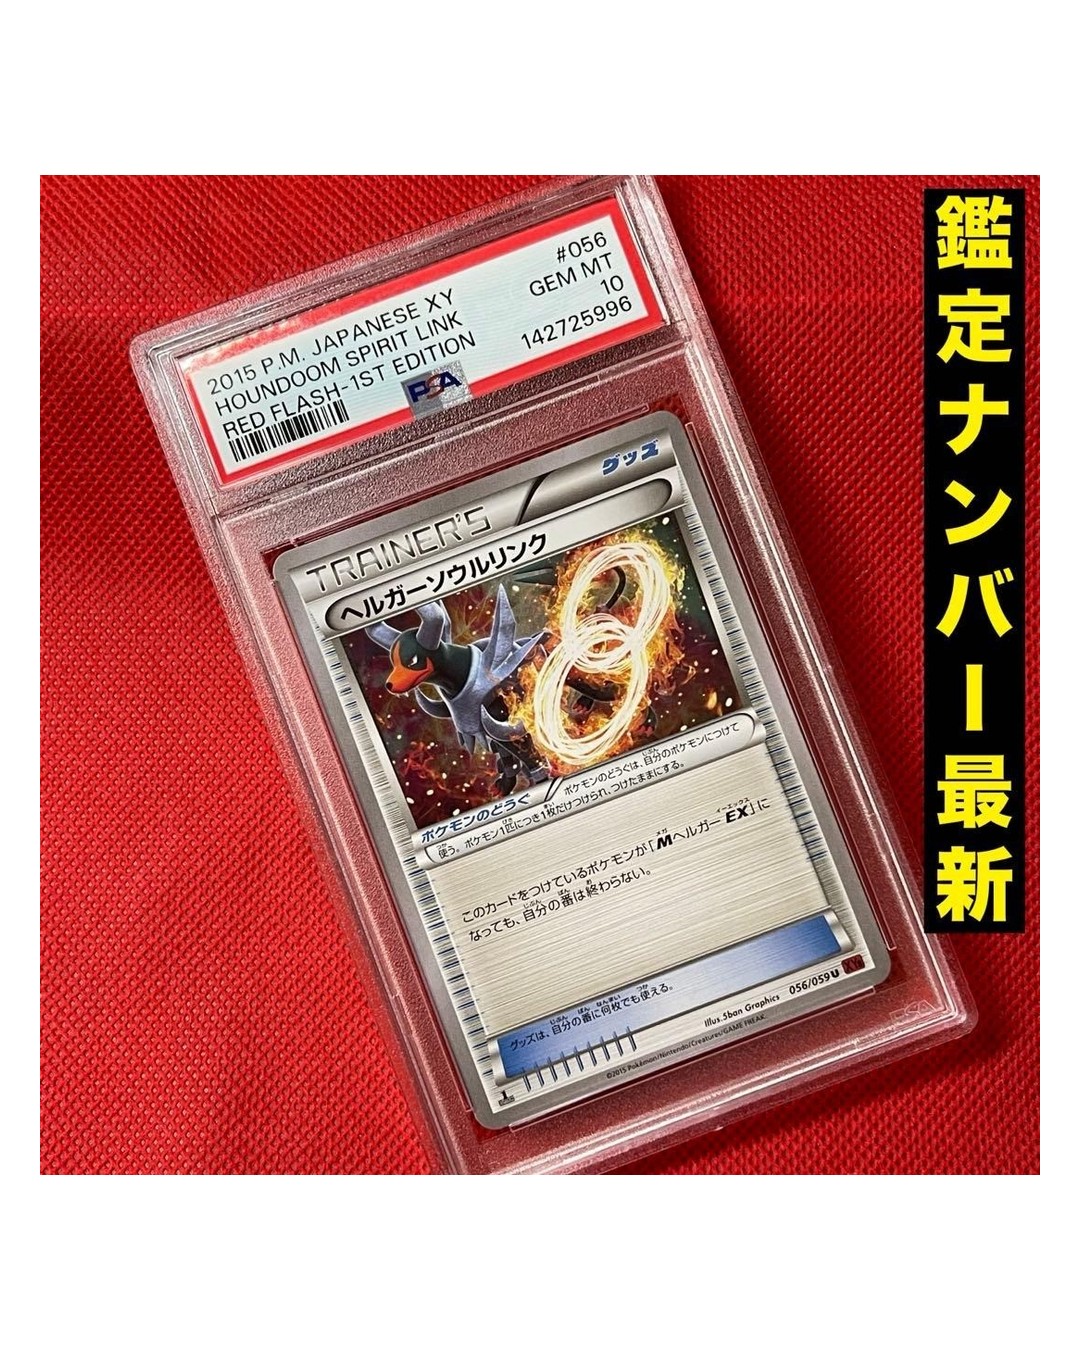 2015 P.M. JAPANESE XY #056
HOUNDOOM SPIRIT LINK GEM MT
RED FLASH-1ST EDITION 10
142725996
PSA
グッズ
TRAINER'S
ヘルガーソウルリンク
ポケモンのどうぐ
ポケモンのどうぐは、自分のポケモンにつけて
使う。ポケモン1匹につき1枚だけつけられ、つけたままにする。
このカードをつけているポケモンが「MヘルガーEX」に
なっても、自分の番は終わらない。
グッズは、自分の番に何枚でも使える。
Illus. 5ban Graphics
056/059 U
©2015 Pokémon/Nintendo/Creatures/GAME FREAK.
1
鑑定ナンバー最新